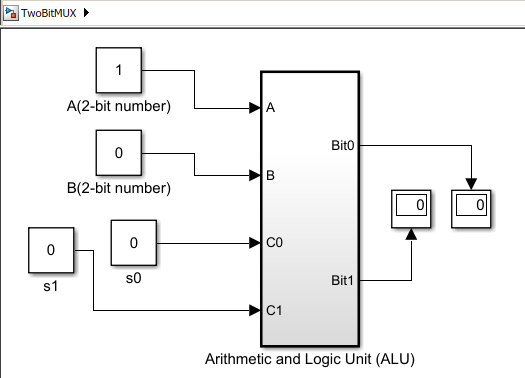 TwoBitMUX
1
A(2-bit number)
A
Bit0
0
B(2-bit number)
B
0
0
0
s1
0
s0
C0
Bit1
C1
Arithmetic and Logic Unit (ALU)